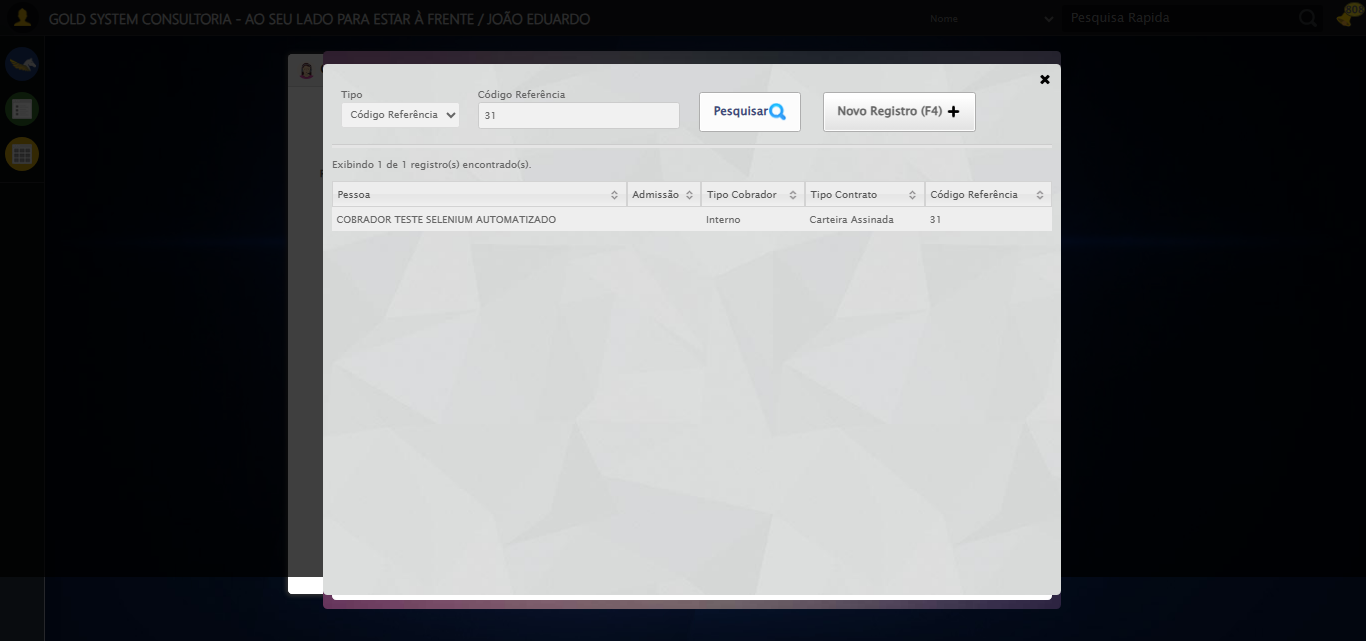 GOLD SYSTEM CONSULTORIA - AO SEU LADO PARA ESTAR À FRENTE / JOÃO EDUARDO
Nome
Pesquisa Rapida
Tipo
Código Referência
Código Referência
31
Pesquisar
Novo Registro (F4)
Exibindo 1 de 1 registro(s) encontrado(s).
Pessoa Admissão Tipo Cobrador Tipo Contrato Código Referência
COBRADOR TESTE SELENIUM AUTOMATIZADO Interno Carteira Assinada 31